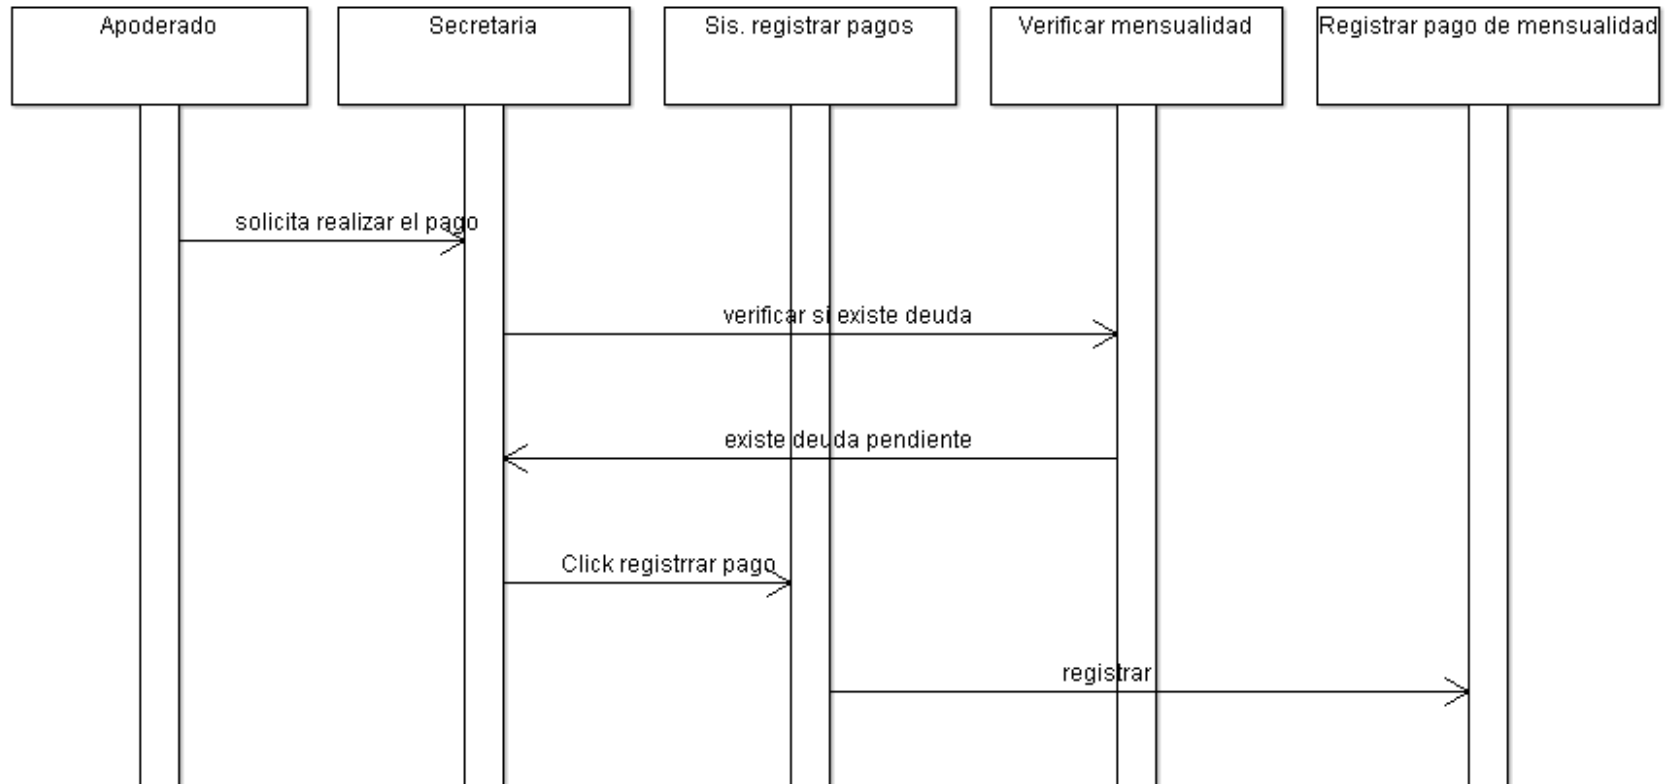 Apoderado
Secretaria
Sis. registrar pagos
Verificar mensualidad
Registrar pago de mensualidad
solicita realizar el pago
verificar si existe deuda
existe deuda pendiente
Click registrrar pago
registrar